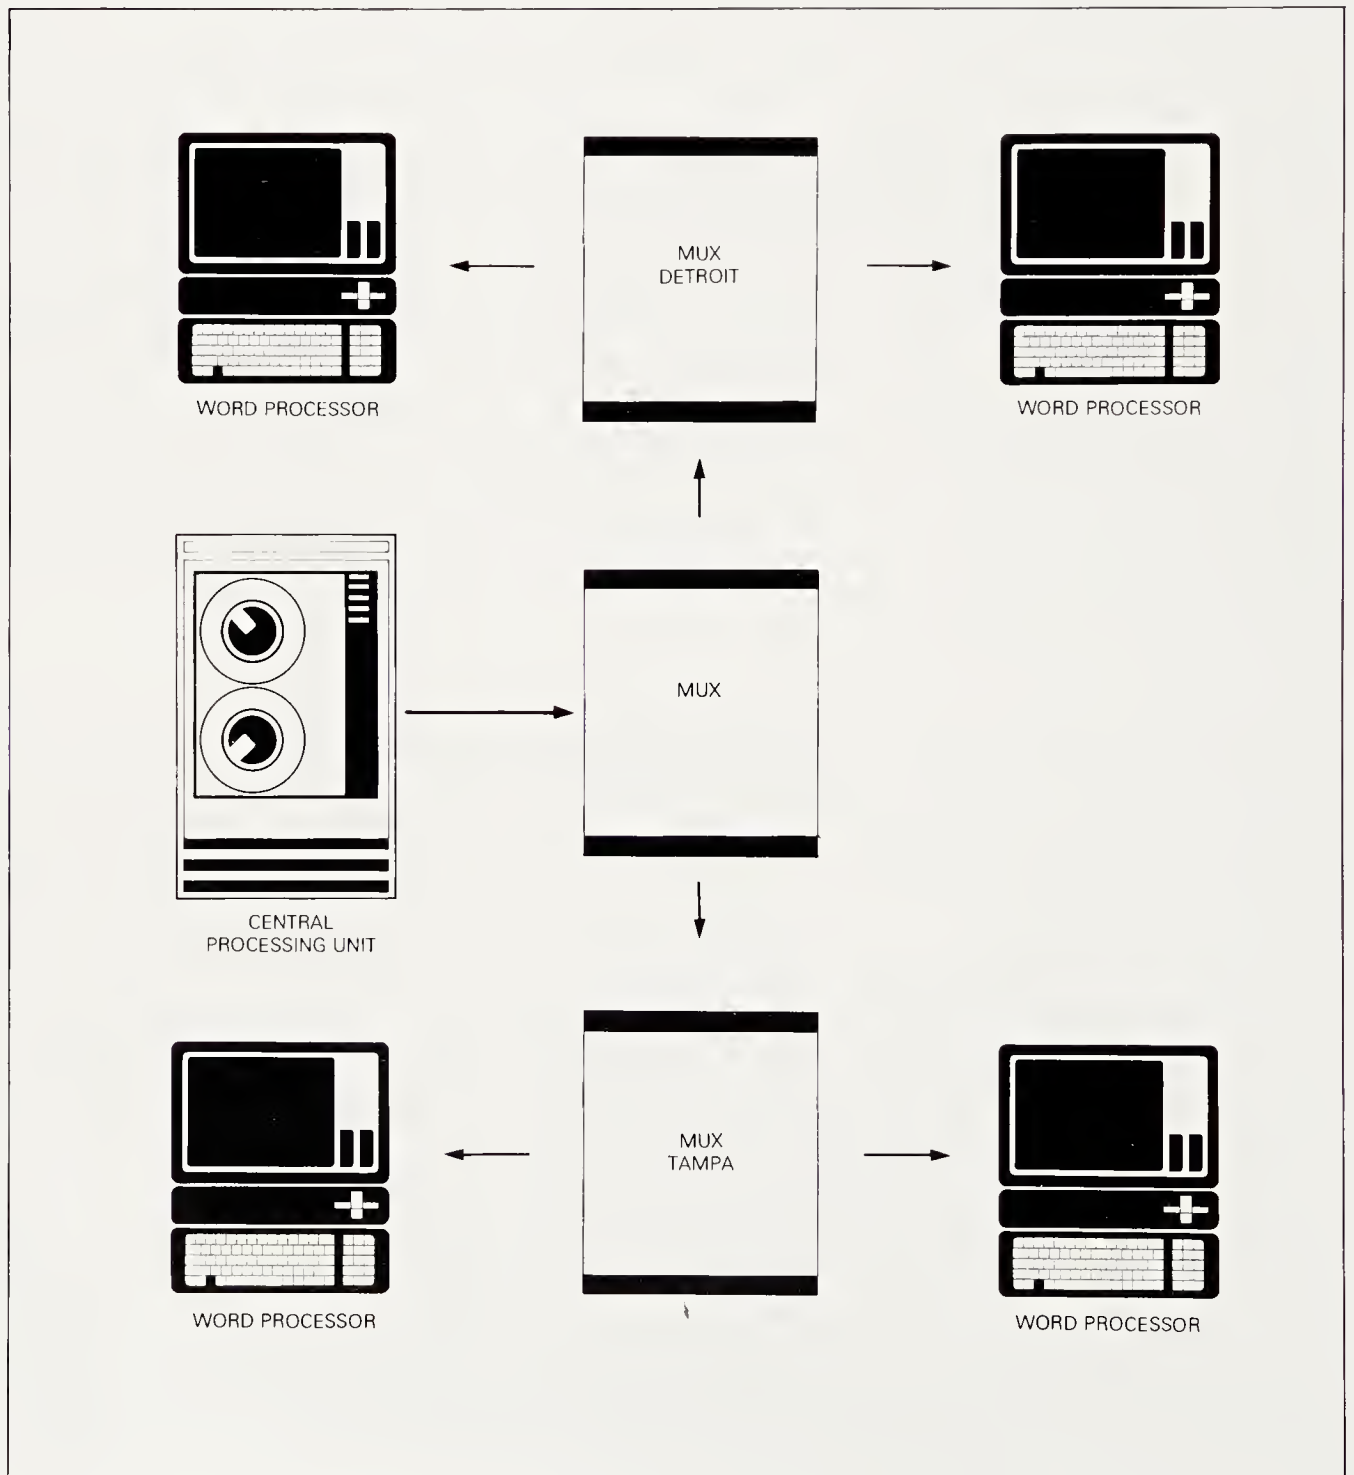 MUX
DETROIT
WORD PROCESSOR
WORD PROCESSOR
MUX
CENTRAL
PROCESSING UNIT
MUX
TAMPA
WORD PROCESSOR
WORD PROCESSOR